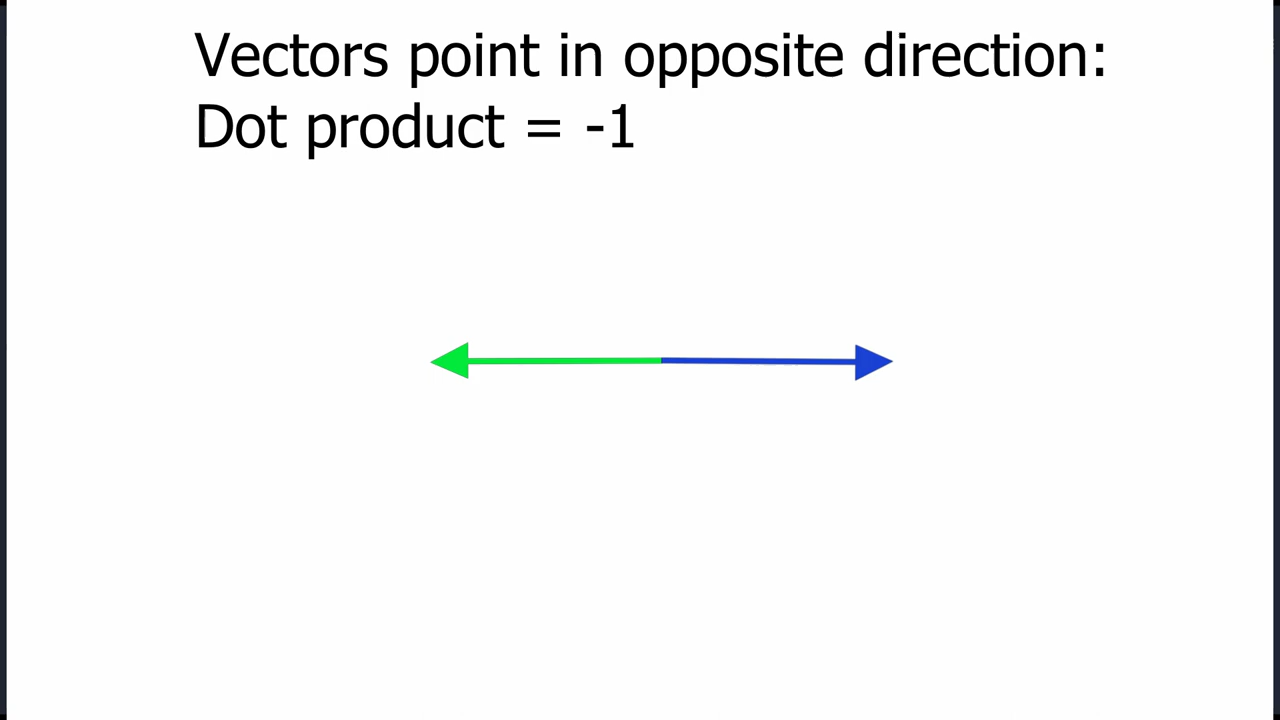 Vectors point in opposite direction:
Dot product = -1